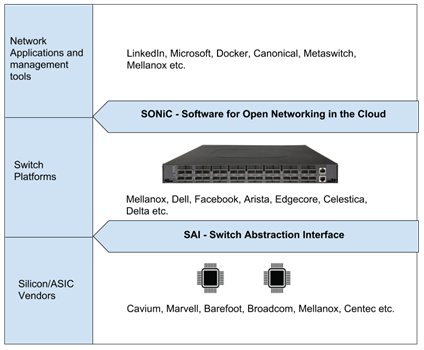 Network
Applications and
management
tools
LinkedIn, Microsoft, Docker, Canonical, Metaswitch,
Mellanox etc.
SONiC - Software for Open Networking in the Cloud
Switch
Platforms
Mellanox, Dell, Facebook, Arista, Edgecore, Celestica,
Delta etc.
SAI - Switch Abstraction Interface
Silicon/ASIC
Vendors
Cavium, Marvell, Barefoot, Broadcom, Mellanox, Centec etc.